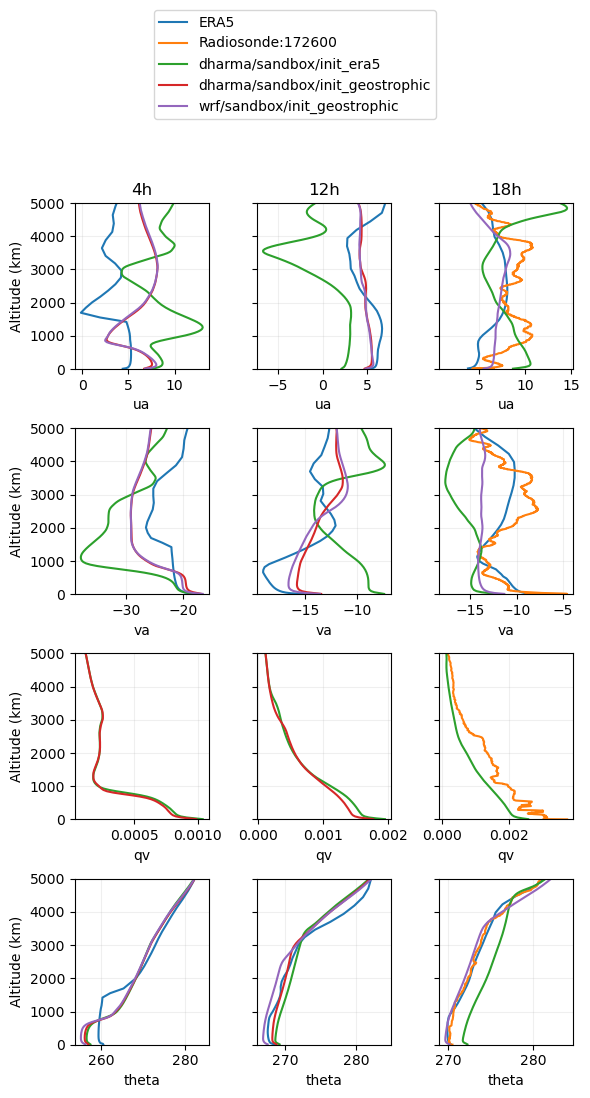 ERA5
Radiosonde:172600
dharma/sandbox/init_era5
dharma/sandbox/init_geostrophic
wrf/sandbox/init_geostrophic
4h 12h 18h
5000
4000
3000
2000
1000
0
Altitude (km)
0 5 10
ua
−5 0 5
ua
5 10 15
ua
5000
4000
3000
2000
1000
0
Altitude (km)
−30 −20
va
−15 −10
va
−15 −10 −5
va
5000
4000
3000
2000
1000
0
Altitude (km)
0.0005 0.0010
qv
0.000 0.001 0.002
qv
0.000 0.002
qv
5000
4000
3000
2000
1000
0
Altitude (km)
260 280
theta
270 280
theta
270 280
theta